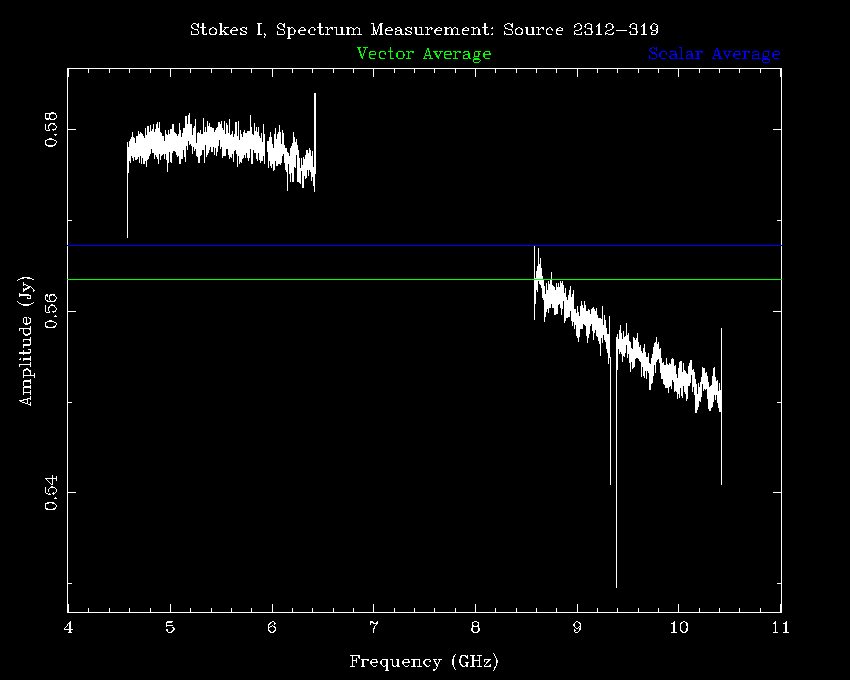 Stokes I, Spectrum Measurement: Source 2312-319
Vector Average Scalar Average
0.58
0.56
0.54
Amplitude (Jy)
4 5 6 7 8 9 10 11
Frequency (GHz)